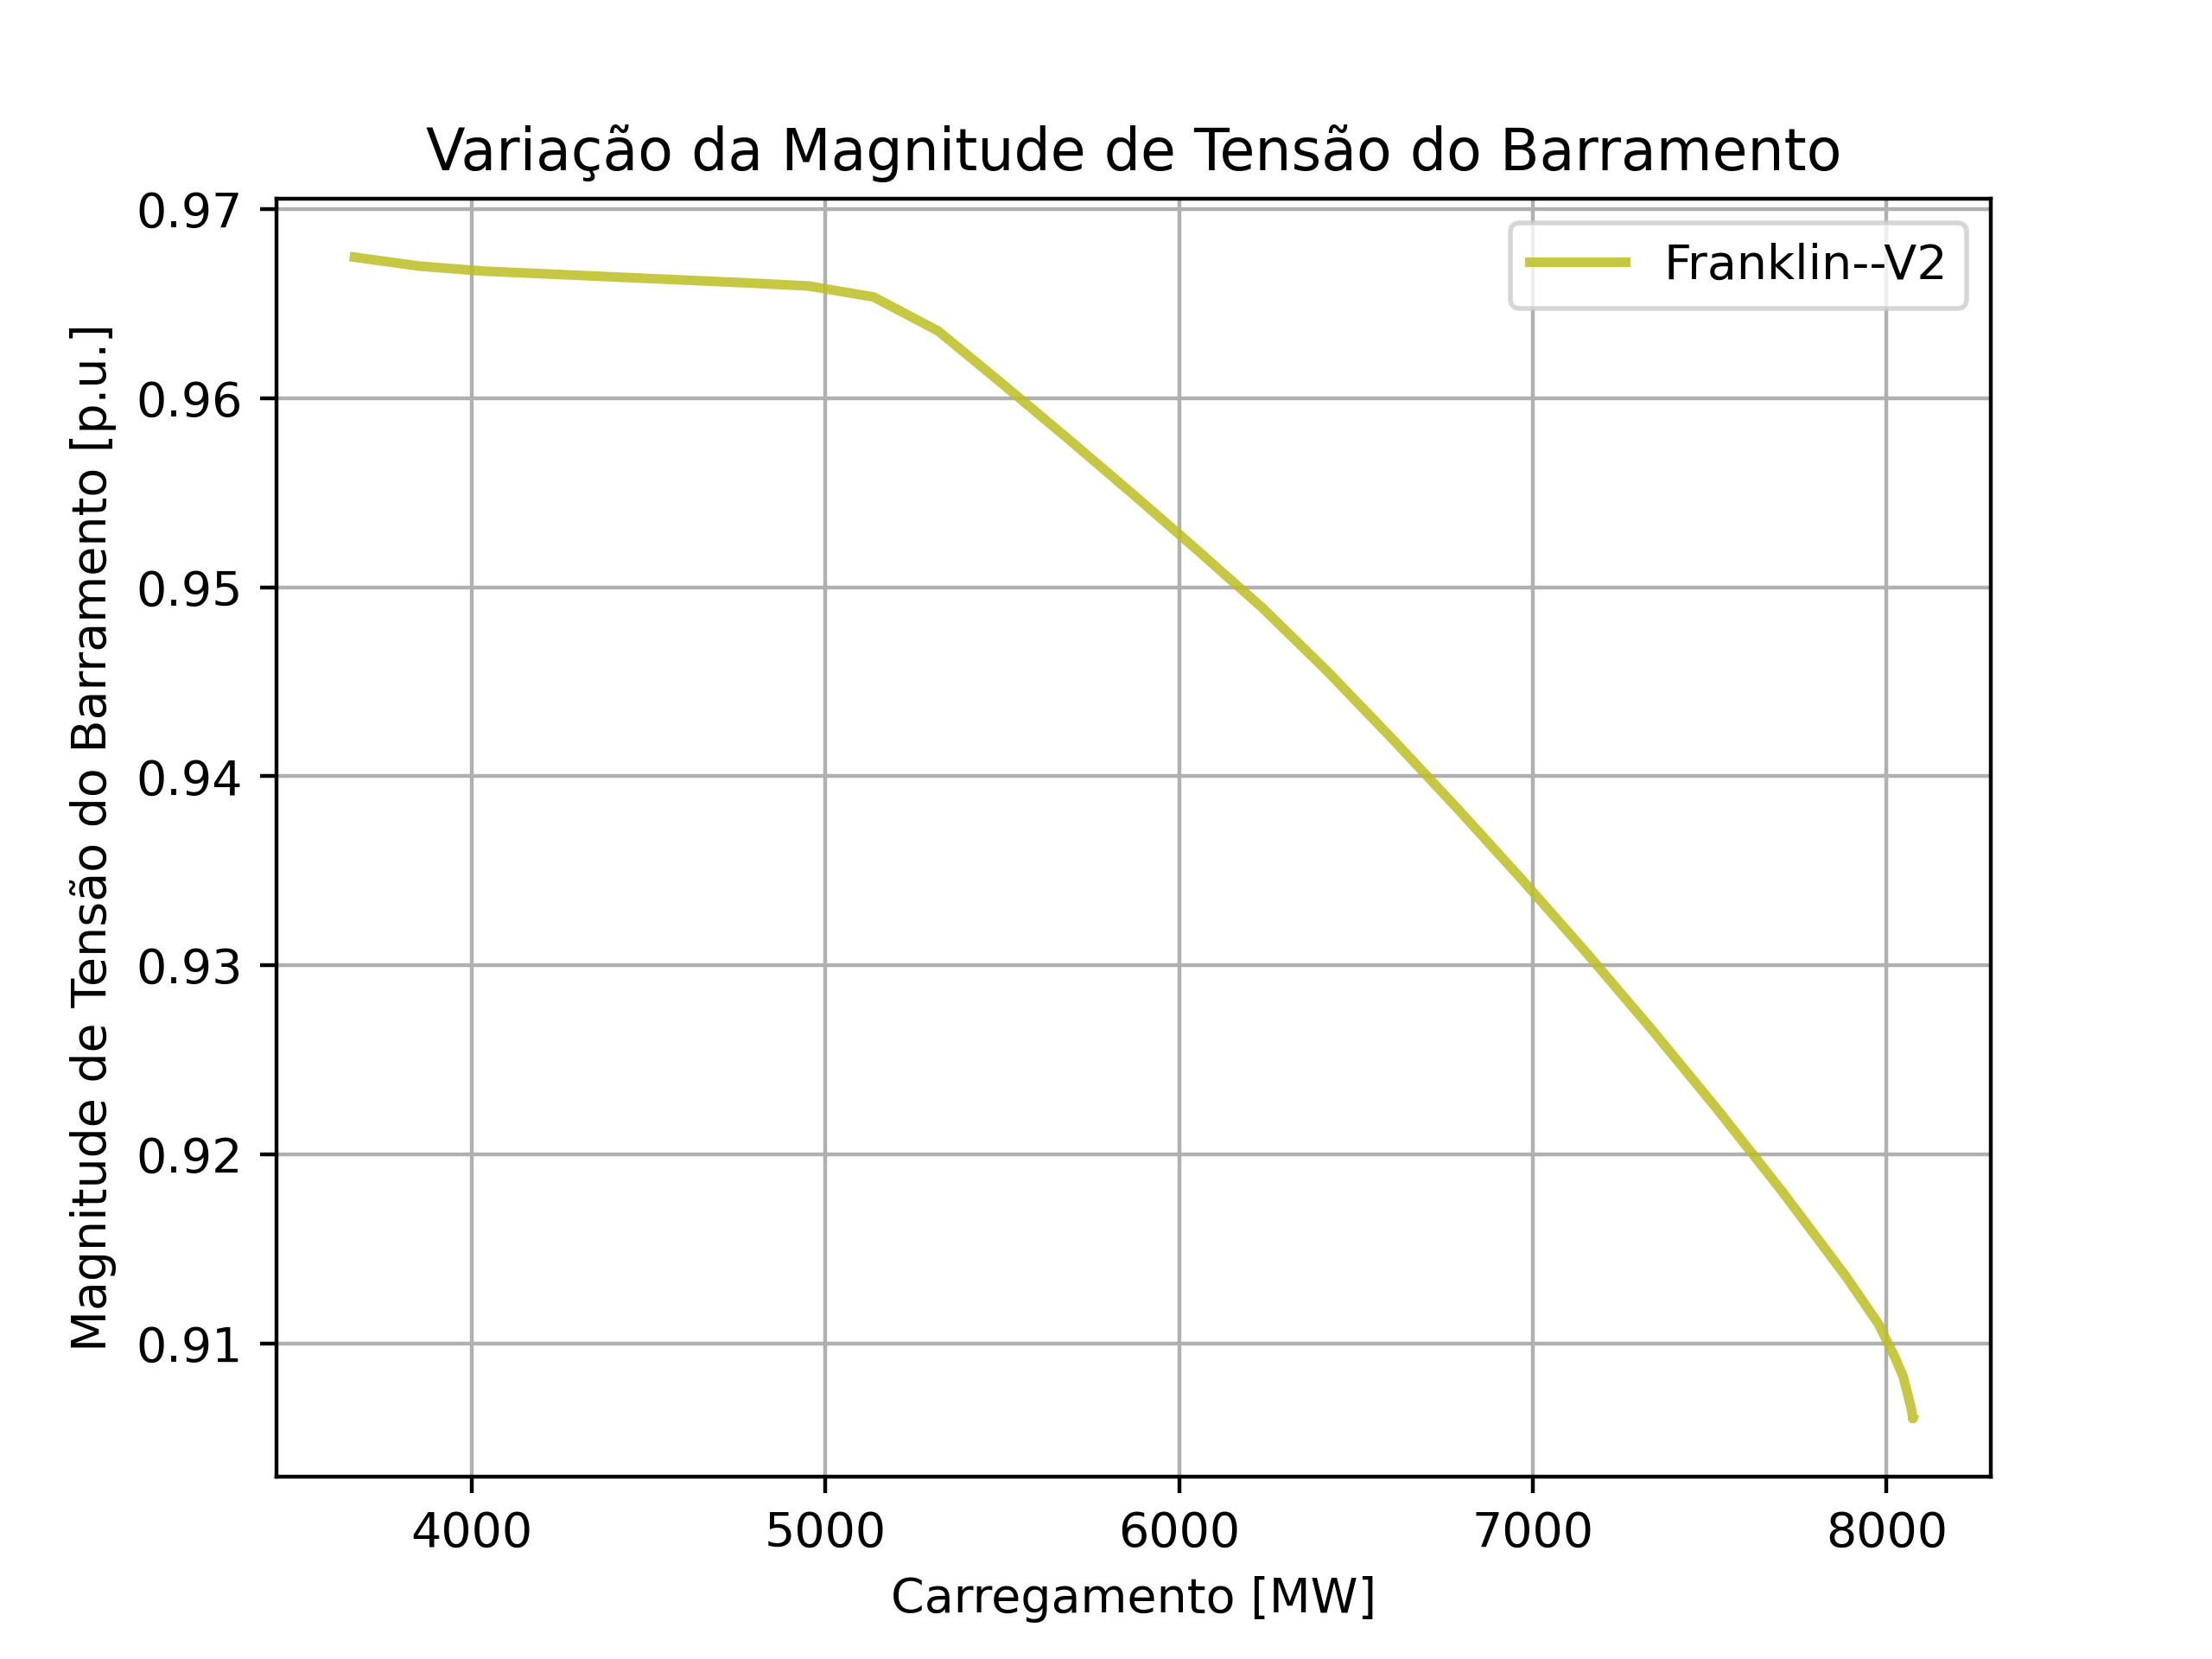 Variação da Magnitude de Tensão do Barramento
Franklin--V2
Magnitude de Tensão do Barramento [p.u.]
0.97
0.96
0.95
0.94
0.93
0.92
0.91
4000 5000 6000 7000 8000
Carregamento [MW]